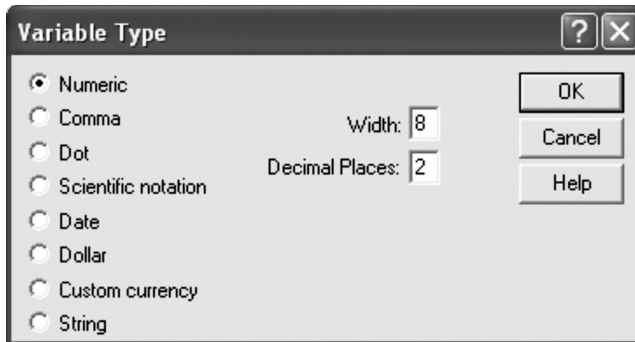 Variable Type
Numeric
Comma
Dot
Scientific notation
Date
Dollar
Custom currency
String
Width: 8
Decimal Places: 2
OK
Cancel
Help